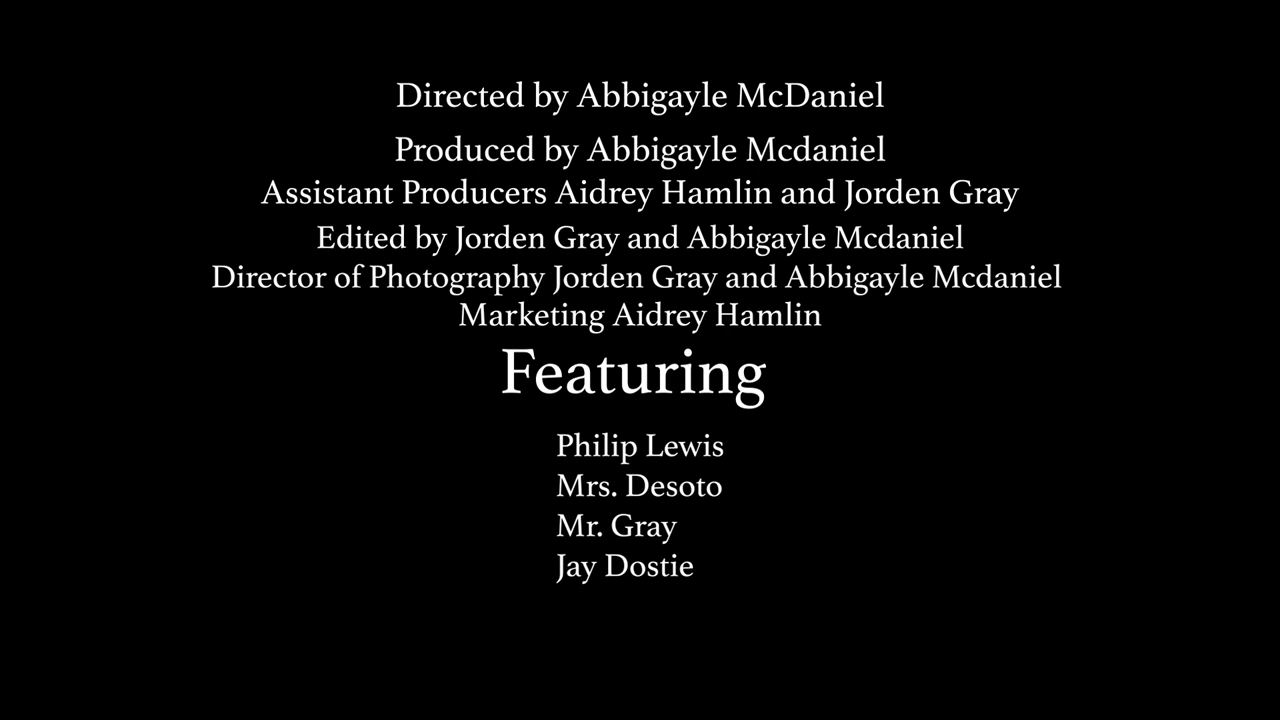 Directed by Abbigayle McDaniel
Produced by Abbigayle Mcdaniel
Assistant Producers Aidrey Hamlin and Jorden Gray
Edited by Jorden Gray and Abbigayle Mcdaniel
Director of Photography Jorden Gray and Abbigayle Mcdaniel
Marketing Aidrey Hamlin
Featuring
Philip Lewis
Mrs. Desoto
Mr. Gray
Jay Dostie